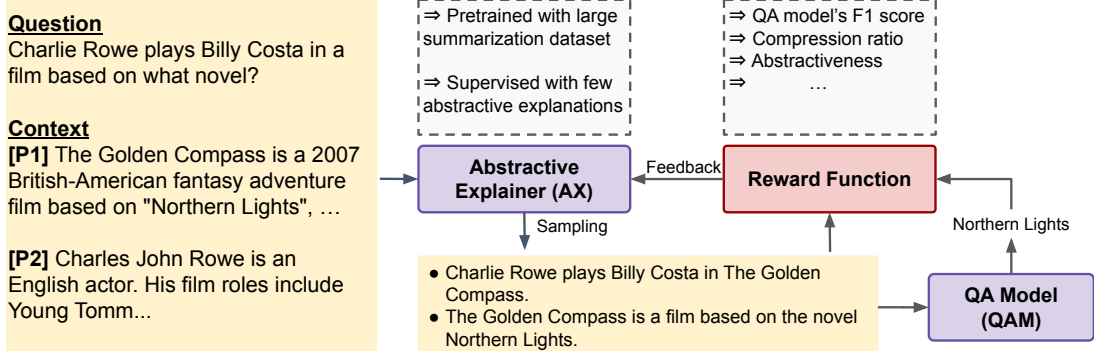 Question
Charlie Rowe plays Billy Costa in a
film based on what novel?
Context
[P1] The Golden Compass is a 2007
British-American fantasy adventure
film based on "Northern Lights", …
[P2] Charles John Rowe is an
English actor. His film roles include
Young Tomm...
⇒ Pretrained with large
summarization dataset
⇒ Supervised with few
abstractive explanations
⇒ QA model's F1 score
⇒ Compression ratio
⇒ Abstractiveness
⇒ …
Abstractive
Explainer (AX)
Feedback
Reward Function
Sampling
Northern Lights
● Charlie Rowe plays Billy Costa in The Golden
Compass.
● The Golden Compass is a film based on the novel
Northern Lights.
QA Model
(QAM)